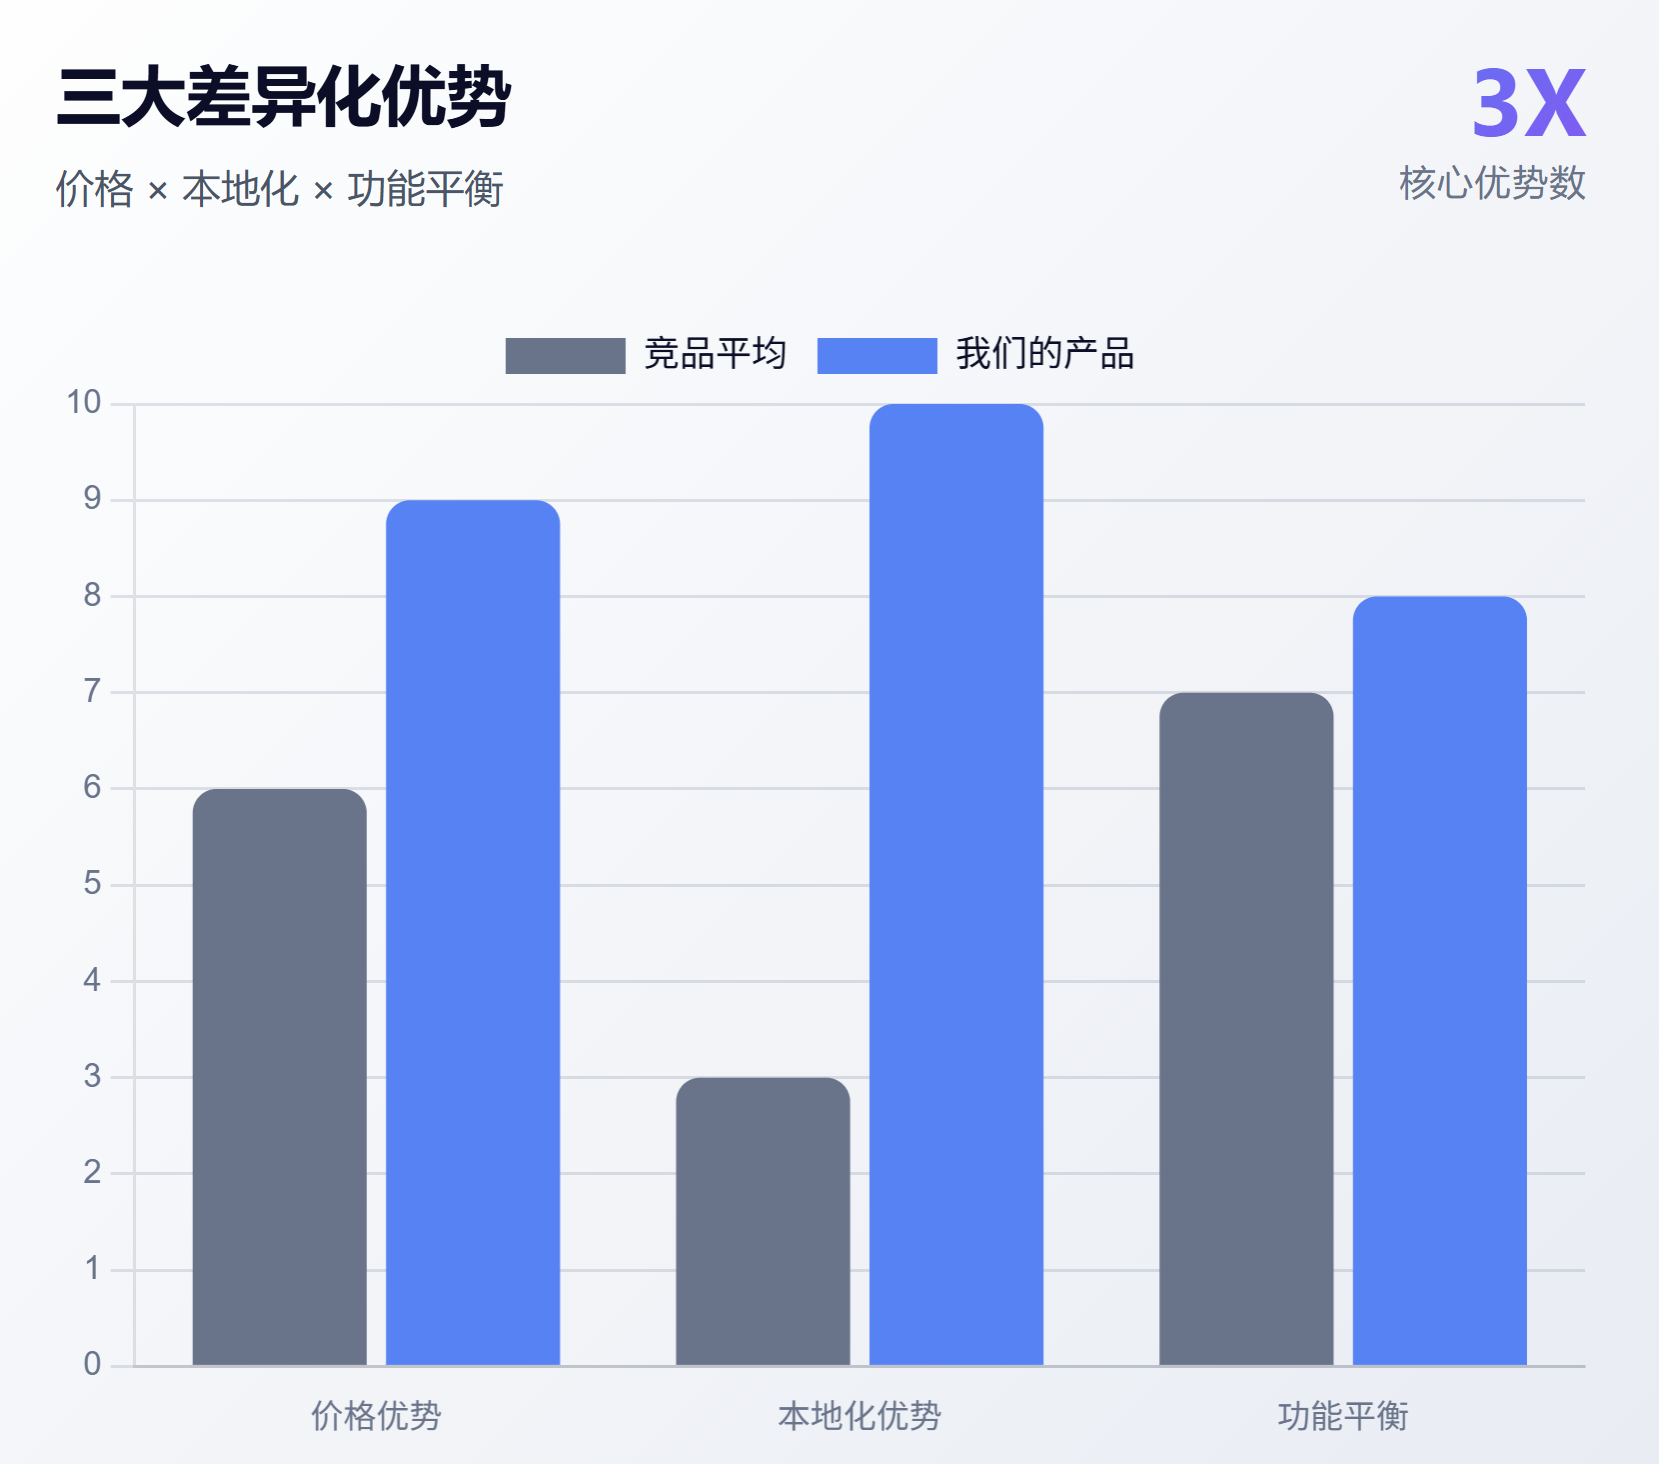 三大差异化优势
价格 × 本地化 × 功能平衡
3X
核心优势数
竞品平均
我们的产品
10
9
8
7
6
5
4
3
2
1
0
价格优势
本地化优势
功能平衡